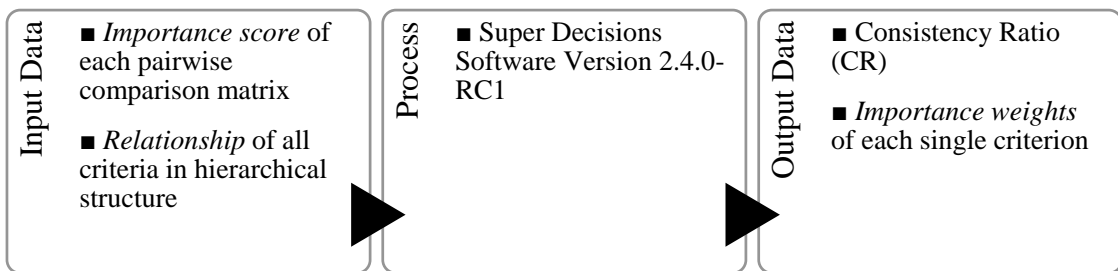 Input Data
■ Importance score of
each pairwise
comparison matrix
■ Relationship of all
criteria in hierarchical
structure
Process
■ Super Decisions
Software Version 2.4.0-
RC1
Output Data
■ Consistency Ratio
(CR)
■ Importance weights
of each single criterion